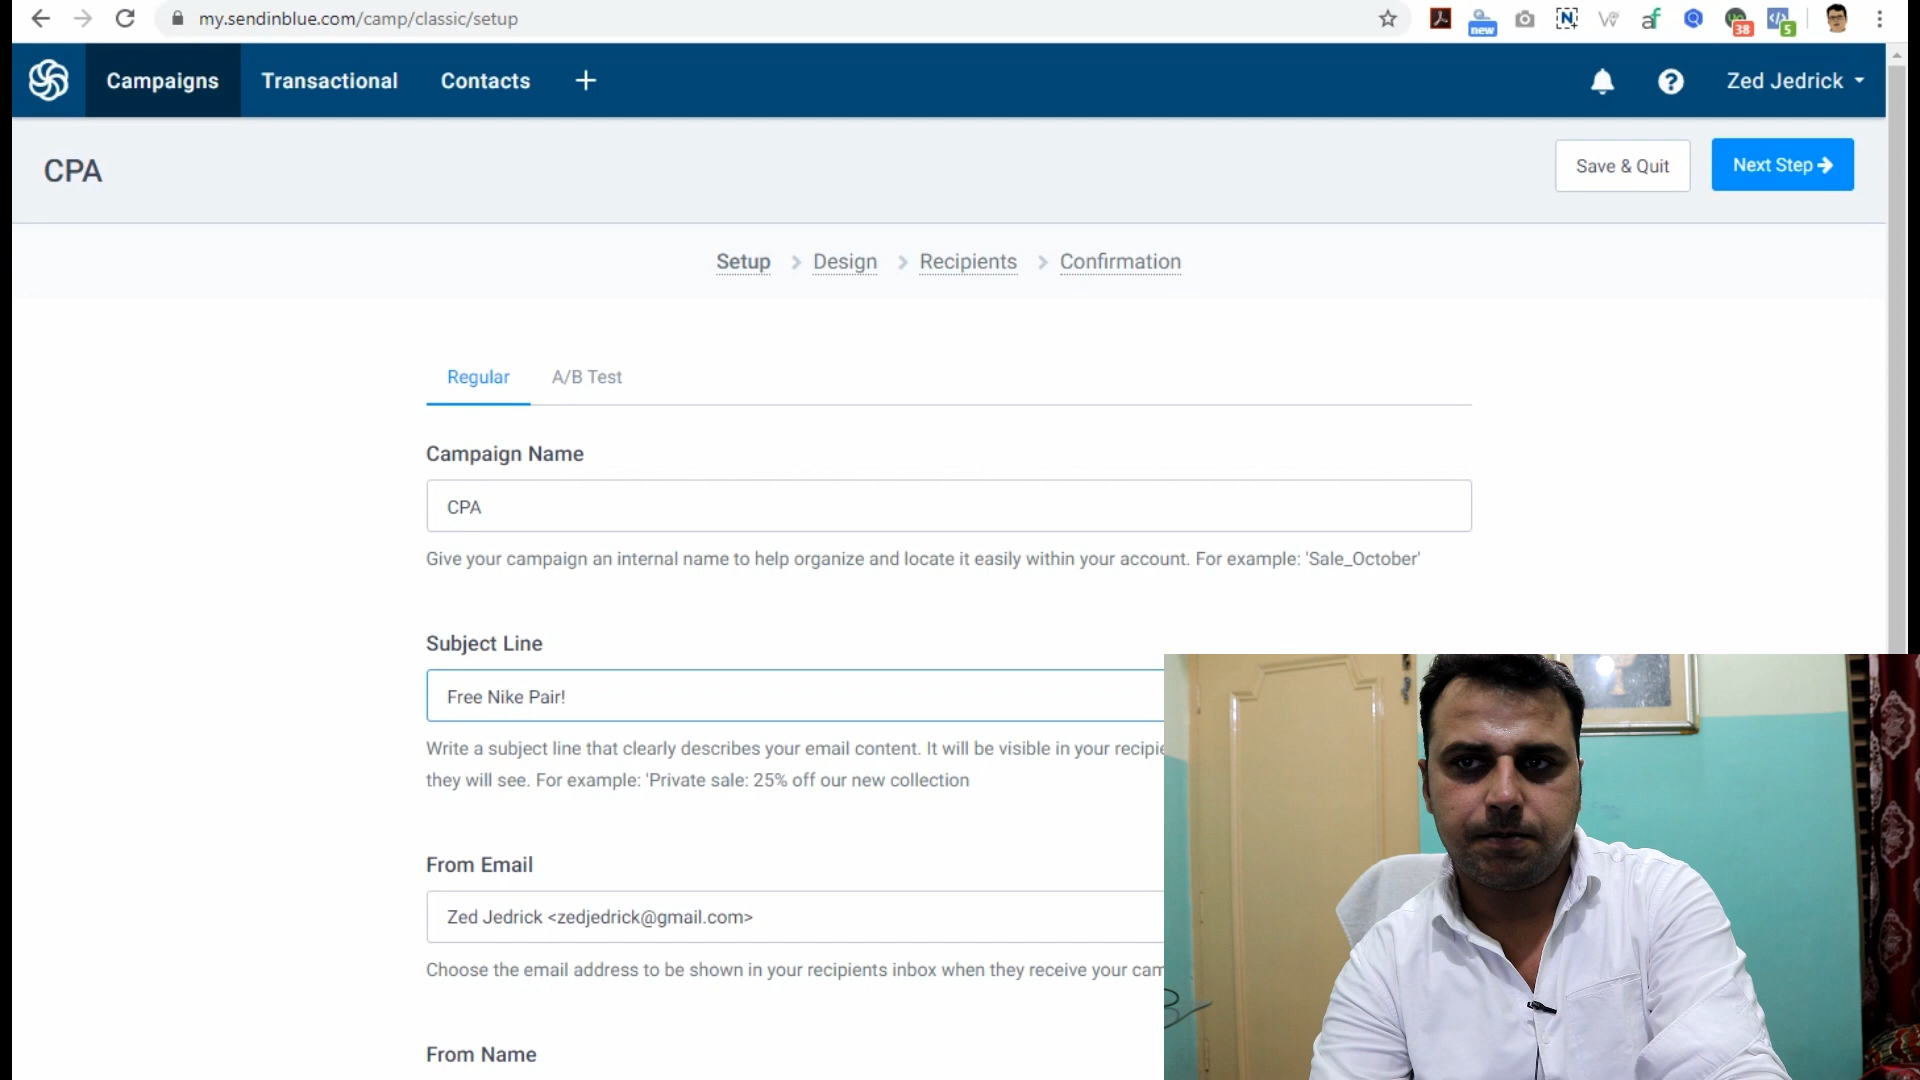 my.sendinblue.com/camp/classic/setup
new
38
5
Campaigns
Transactional
Contacts
+
?
Zed Jedrick
CPA
Save & Quit
Next Step
Setup
Design
Recipients
Confirmation
Regular
A/B Test
Campaign Name
CPA
Give your campaign an internal name to help organize and locate it easily within your account. For example: 'Sale_October'
Subject Line
Free Nike Pair!
Write a subject line that clearly describes your email content. It will be visible in your recipie
they will see. For example: 'Private sale: 25% off our new collection
From Email
Zed Jedrick <zedjedrick@gmail.com>
Choose the email address to be shown in your recipients inbox when they receive your cam
From Name